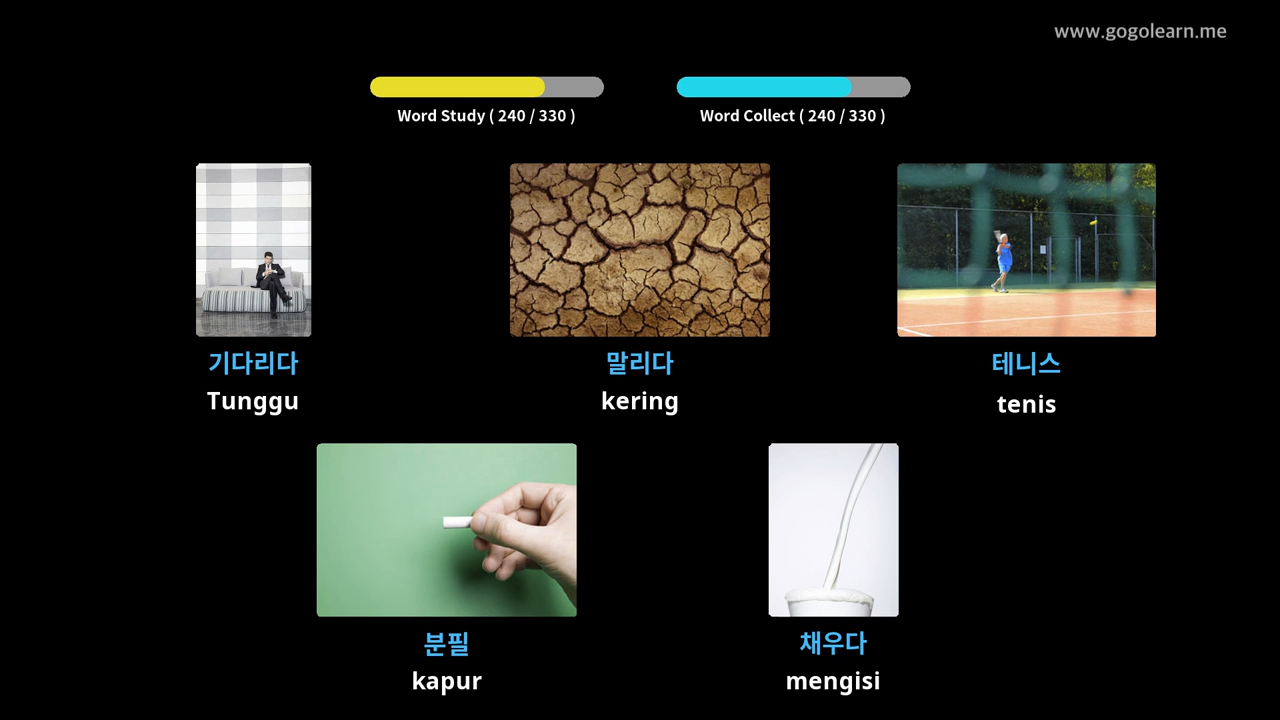 www.gogolearn.me
Word Study ( 240 / 330 )
Word Collect ( 240 / 330 )
기다리다
Tunggu
말리다
kering
테니스
tenis
분필
kapur
채우다
mengisi